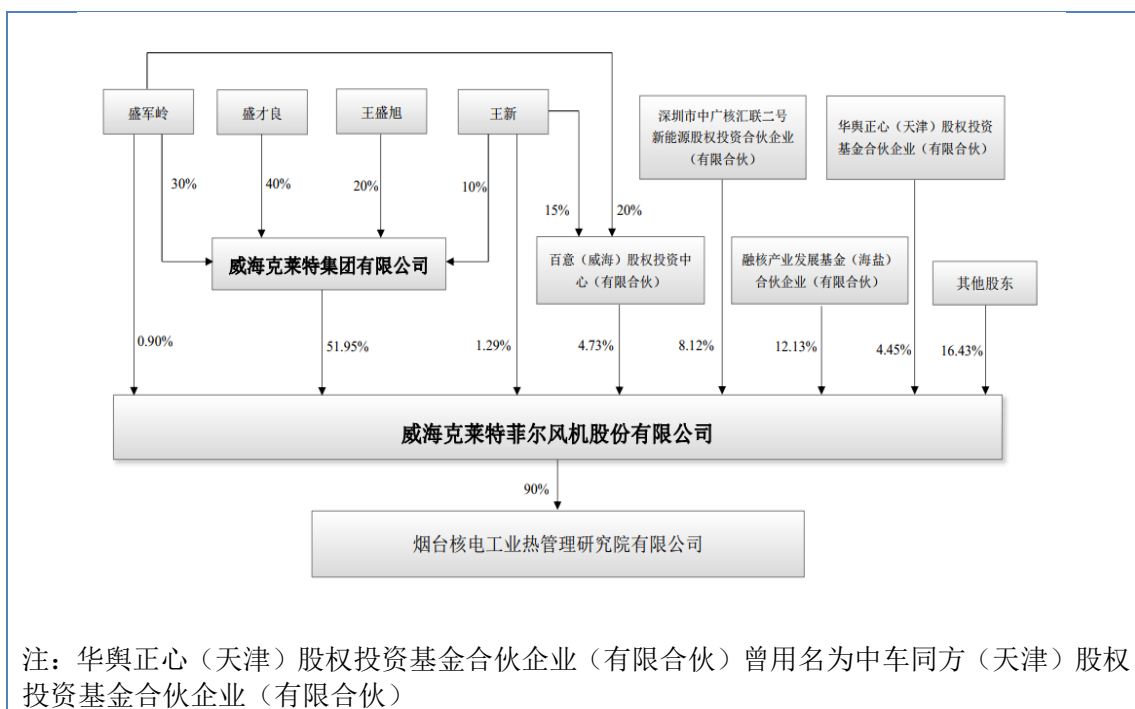 盛军岭
盛才良
王盛旭
王新
深圳市中广核汇联二号
新能源股权投资合伙企业
（有限合伙）
华舆正心（天津）股权投资
基金合伙企业（有限合伙）
30%
40%
20%
10%
15%
20%
威海克莱特集团有限公司
百意（威海）股权投资中
心（有限合伙）
融核产业发展基金（海盐）
合伙企业（有限合伙）
其他股东
0.90%
51.95%
1.29%
4.73%
8.12%
12.13%
4.45%
16.43%
威海克莱特菲尔风机股份有限公司
90%
烟台核电工业热管理研究院有限公司
注：华舆正心（天津）股权投资基金合伙企业（有限合伙）曾用名为中车同方（天津）股权
投资基金合伙企业（有限合伙）